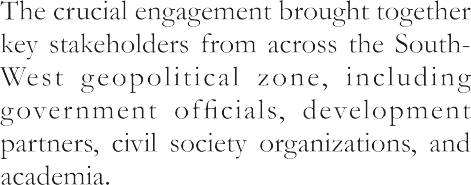 The crucial engagement brought together
key stakeholders from across the South-
West geopolitical zone, including
government officials, development
partners, civil society organizations, and
academia.